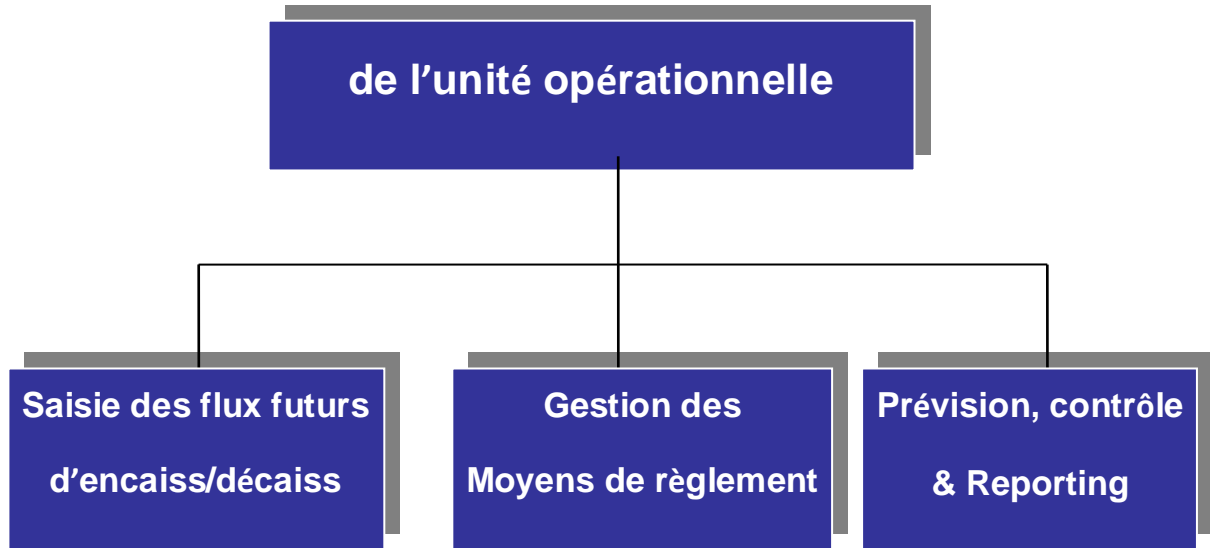 de l’unité opérationnelle
Saisie des flux futurs
d’encaiss/décaiss
Gestion des
Moyens de règlement
Prévision, contrôle
& Reporting